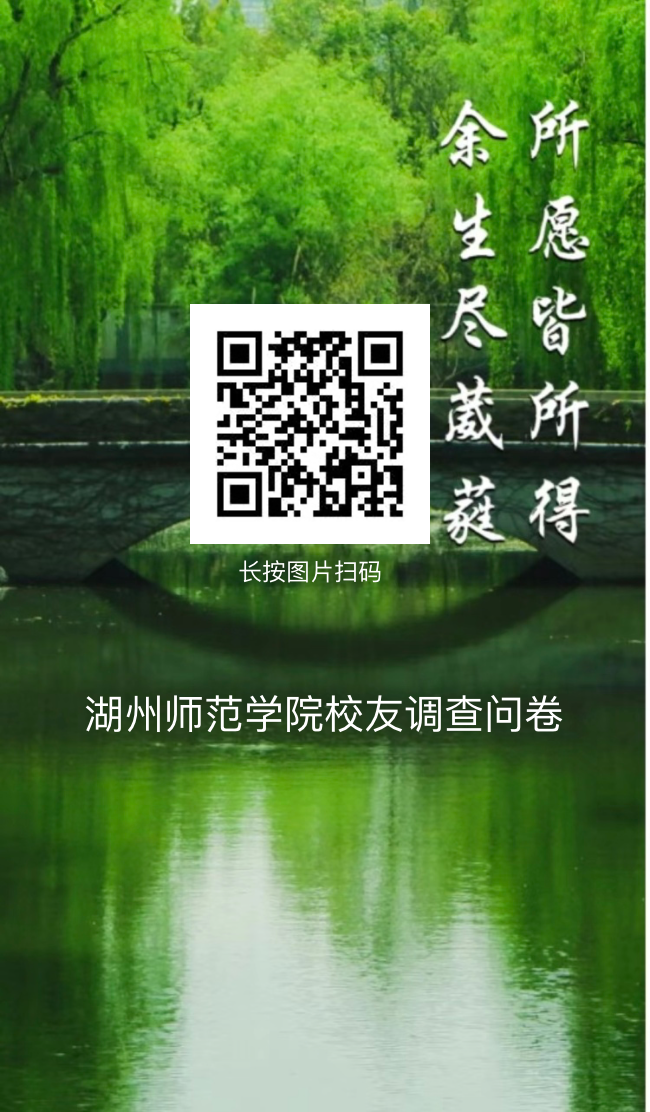 所愿皆所得
余生尽葳蕤
长按图片扫码
湖州师范学院校友调查问卷